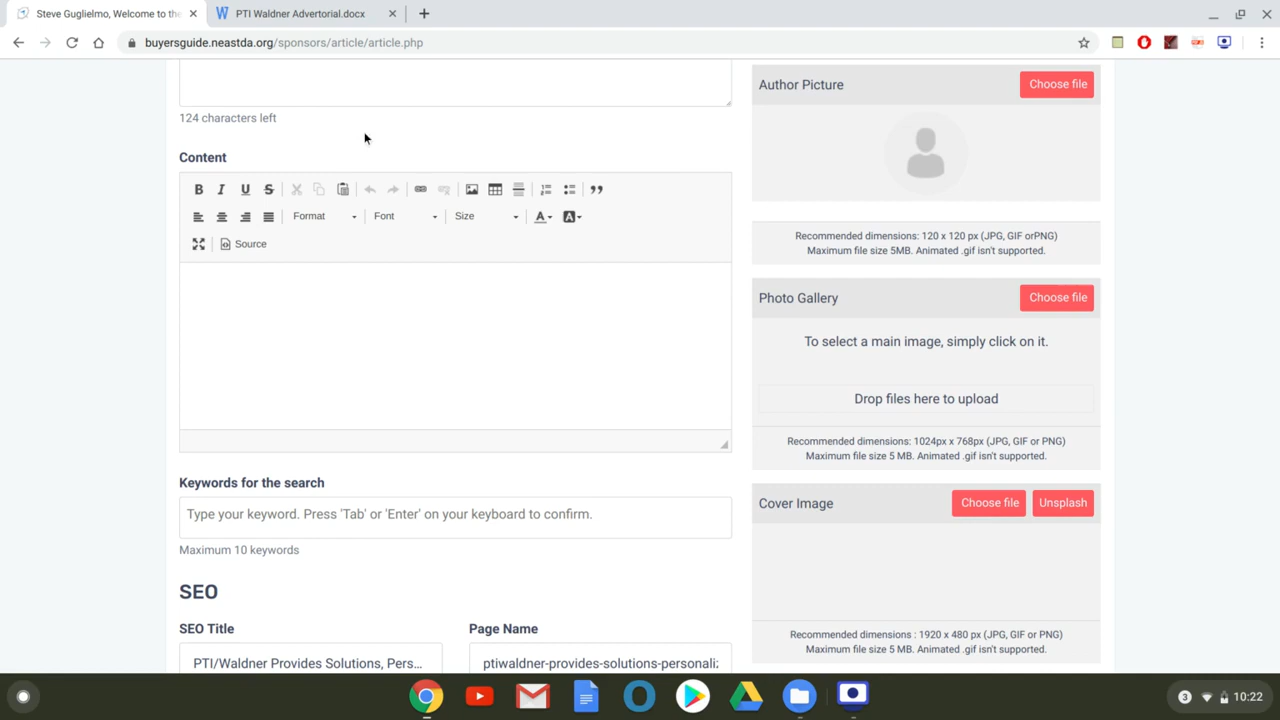 Steve Guglielmo, Welcome to the
PTI Waldner Advertorial.docx
buyersguide.neastda.org/sponsors/article/article.php
124 characters left
Content
B I U S
Format Font Size A A
Source
Keywords for the search
Type your keyword. Press 'Tab' or 'Enter' on your keyboard to confirm.
Maximum 10 keywords
SEO
SEO Title Page Name
PTI/Waldner Provides Solutions, Pers... ptiwaldner-provides-solutions-personali
Author Picture Choose file
Recommended dimensions: 120 x 120 px (JPG, GIF orPNG)
Maximum file size 5MB. Animated .gif isn't supported.
Photo Gallery Choose file
To select a main image, simply click on it.
Drop files here to upload
Recommended dimensions: 1024px x 768px (JPG, GIF or PNG)
Maximum file size 5 MB. Animated .gif isn't supported.
Cover Image Choose file Unsplash
Recommended dimensions : 1920 x 480 px (JPG, GIF or PNG)
Maximum file size 5 MB. Animated .gif isn't supported.
3 10:22